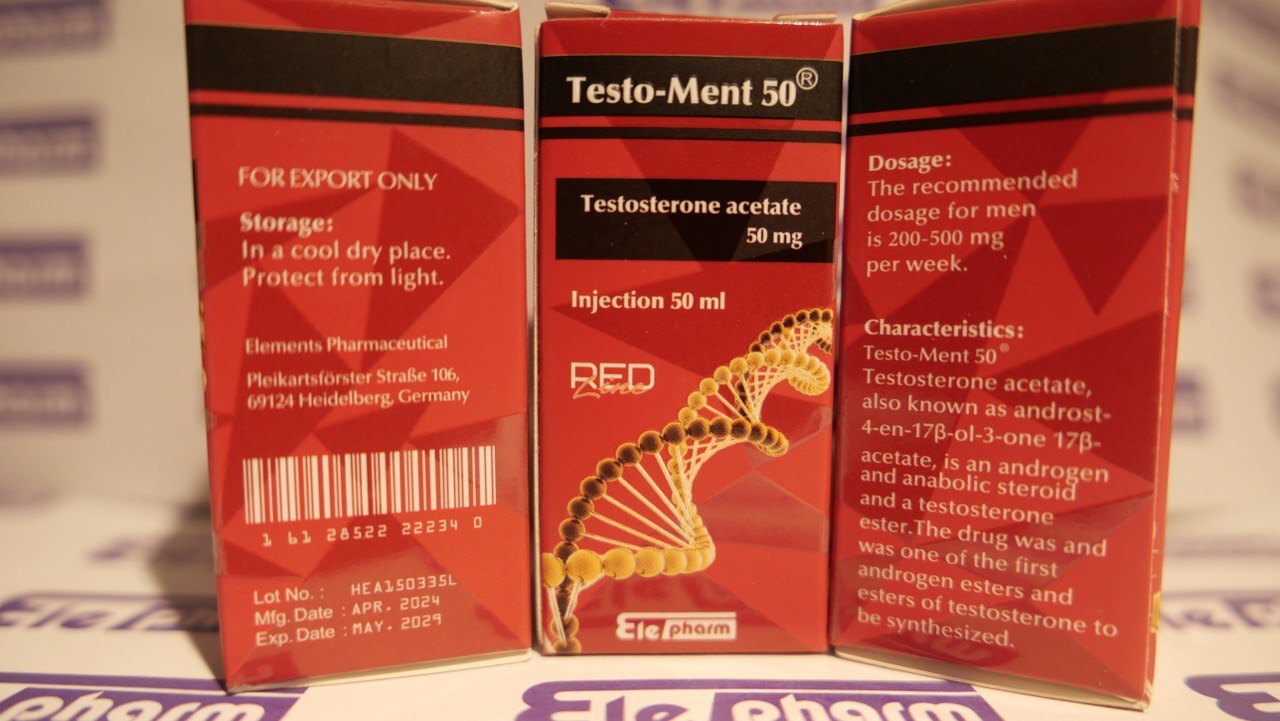 FOR EXPORT ONLY
Storage:
In a cool dry place.
Protect from light.
Elements Pharmaceutical
Pleikartsförster Straße 106,
69124 Heidelberg, Germany
1 61 28522 22234 0
Lot No. : HEA150335L
Mfg. Date : APR. 2024
Exp. Date : MAY. 2029
Testo-Ment 50®
Testosterone acetate
50 mg
Injection 50 ml
RED
Line
Ele pharm
Dosage:
The recommended
dosage for men
is 200-500 mg
per week.
Characteristics:
Testo-Ment 50®
Testosterone acetate,
also known as androst-
4-en-17β-ol-3-one 17β-
acetate, is an androgen
and anabolic steroid
and a testosterone
ester.The drug was and
was one of the first
androgen esters and
esters of testosterone to
be synthesized.
Ele pharm
Ele pharm
Ele pharm